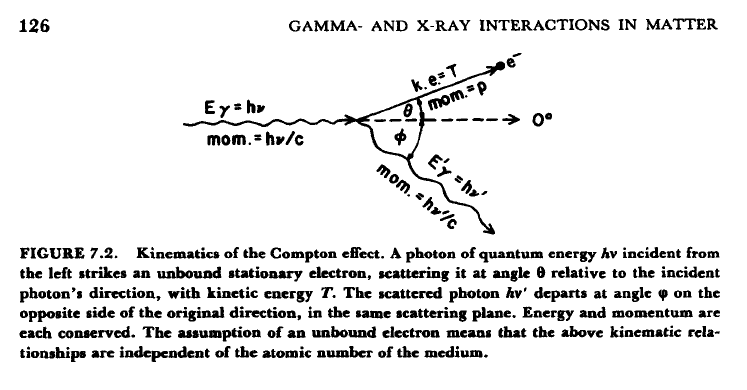 126
GAMMA- AND X-RAY INTERACTIONS IN MATTER
k.e.=T
e⁻
mom.=p
Eγ=hν
θ
0°
mom.=hν/c
φ
E'γ=hν'
mom.=hν'/c
FIGURE 7.2. Kinematics of the Compton effect. A photon of quantum energy hν incident from
the left strikes an unbound stationary electron, scattering it at angle θ relative to the incident
photon's direction, with kinetic energy T. The scattered photon hν' departs at angle φ on the
opposite side of the original direction, in the same scattering plane. Energy and momentum are
each conserved. The assumption of an unbound electron means that the above kinematic rela-
tionships are independent of the atomic number of the medium.